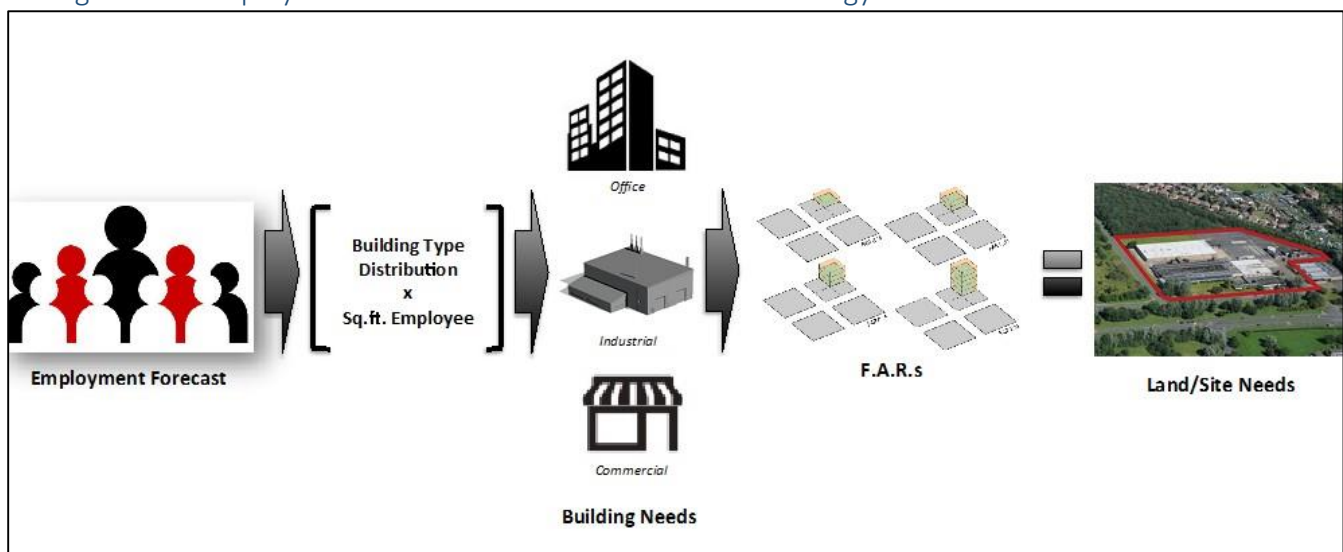 Employment Forecast
Building Type
Distribution
x
Sq.ft. Employee
Office
Industrial
Commercial
Building Needs
F.A.R.s
Land/Site Needs